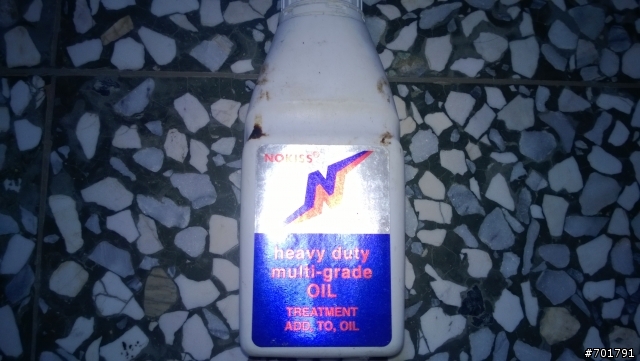 NOKISS
N
heavy duty
multi-grade
OIL
TREATMENT
ADD TO, OIL
#701791